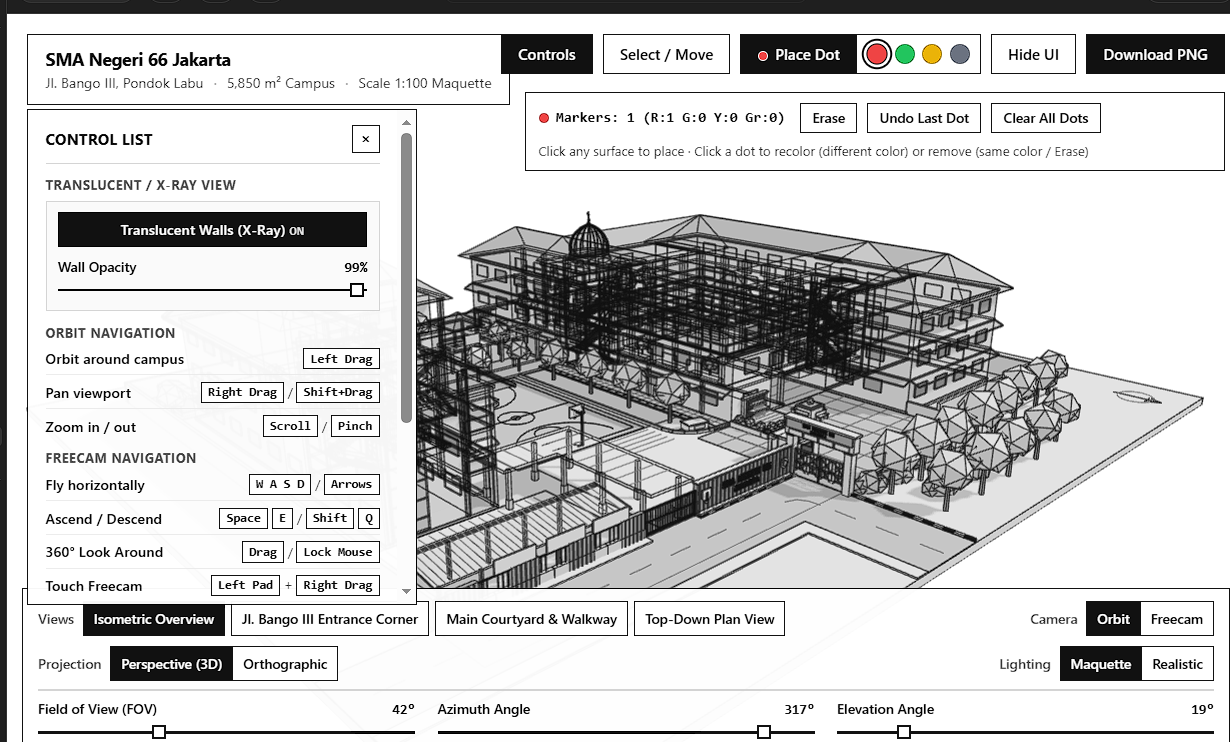 SMA Negeri 66 Jakarta
Jl. Bango III, Pondok Labu · 5,850 m² Campus · Scale 1:100 Maquette
Controls
Select / Move
Place Dot
Hide UI
Download PNG
Markers: 1 (R:1 G:0 Y:0 Gr:0)
Erase
Undo Last Dot
Clear All Dots
Click any surface to place · Click a dot to recolor (different color) or remove (same color / Erase)
CONTROL LIST
×
TRANSLUCENT / X-RAY VIEW
Translucent Walls (X-Ray) ON
Wall Opacity 99%
ORBIT NAVIGATION
Orbit around campus Left Drag
Pan viewport Right Drag / Shift+Drag
Zoom in / out Scroll / Pinch
FREECAM NAVIGATION
Fly horizontally W A S D / Arrows
Ascend / Descend Space E / Shift Q
360° Look Around Drag / Lock Mouse
Touch Freecam Left Pad + Right Drag
Views Isometric Overview Jl. Bango III Entrance Corner Main Courtyard & Walkway Top-Down Plan View
Camera Orbit Freecam
Projection Perspective (3D) Orthographic
Lighting Maquette Realistic
Field of View (FOV) 42°
Azimuth Angle 317°
Elevation Angle 19°